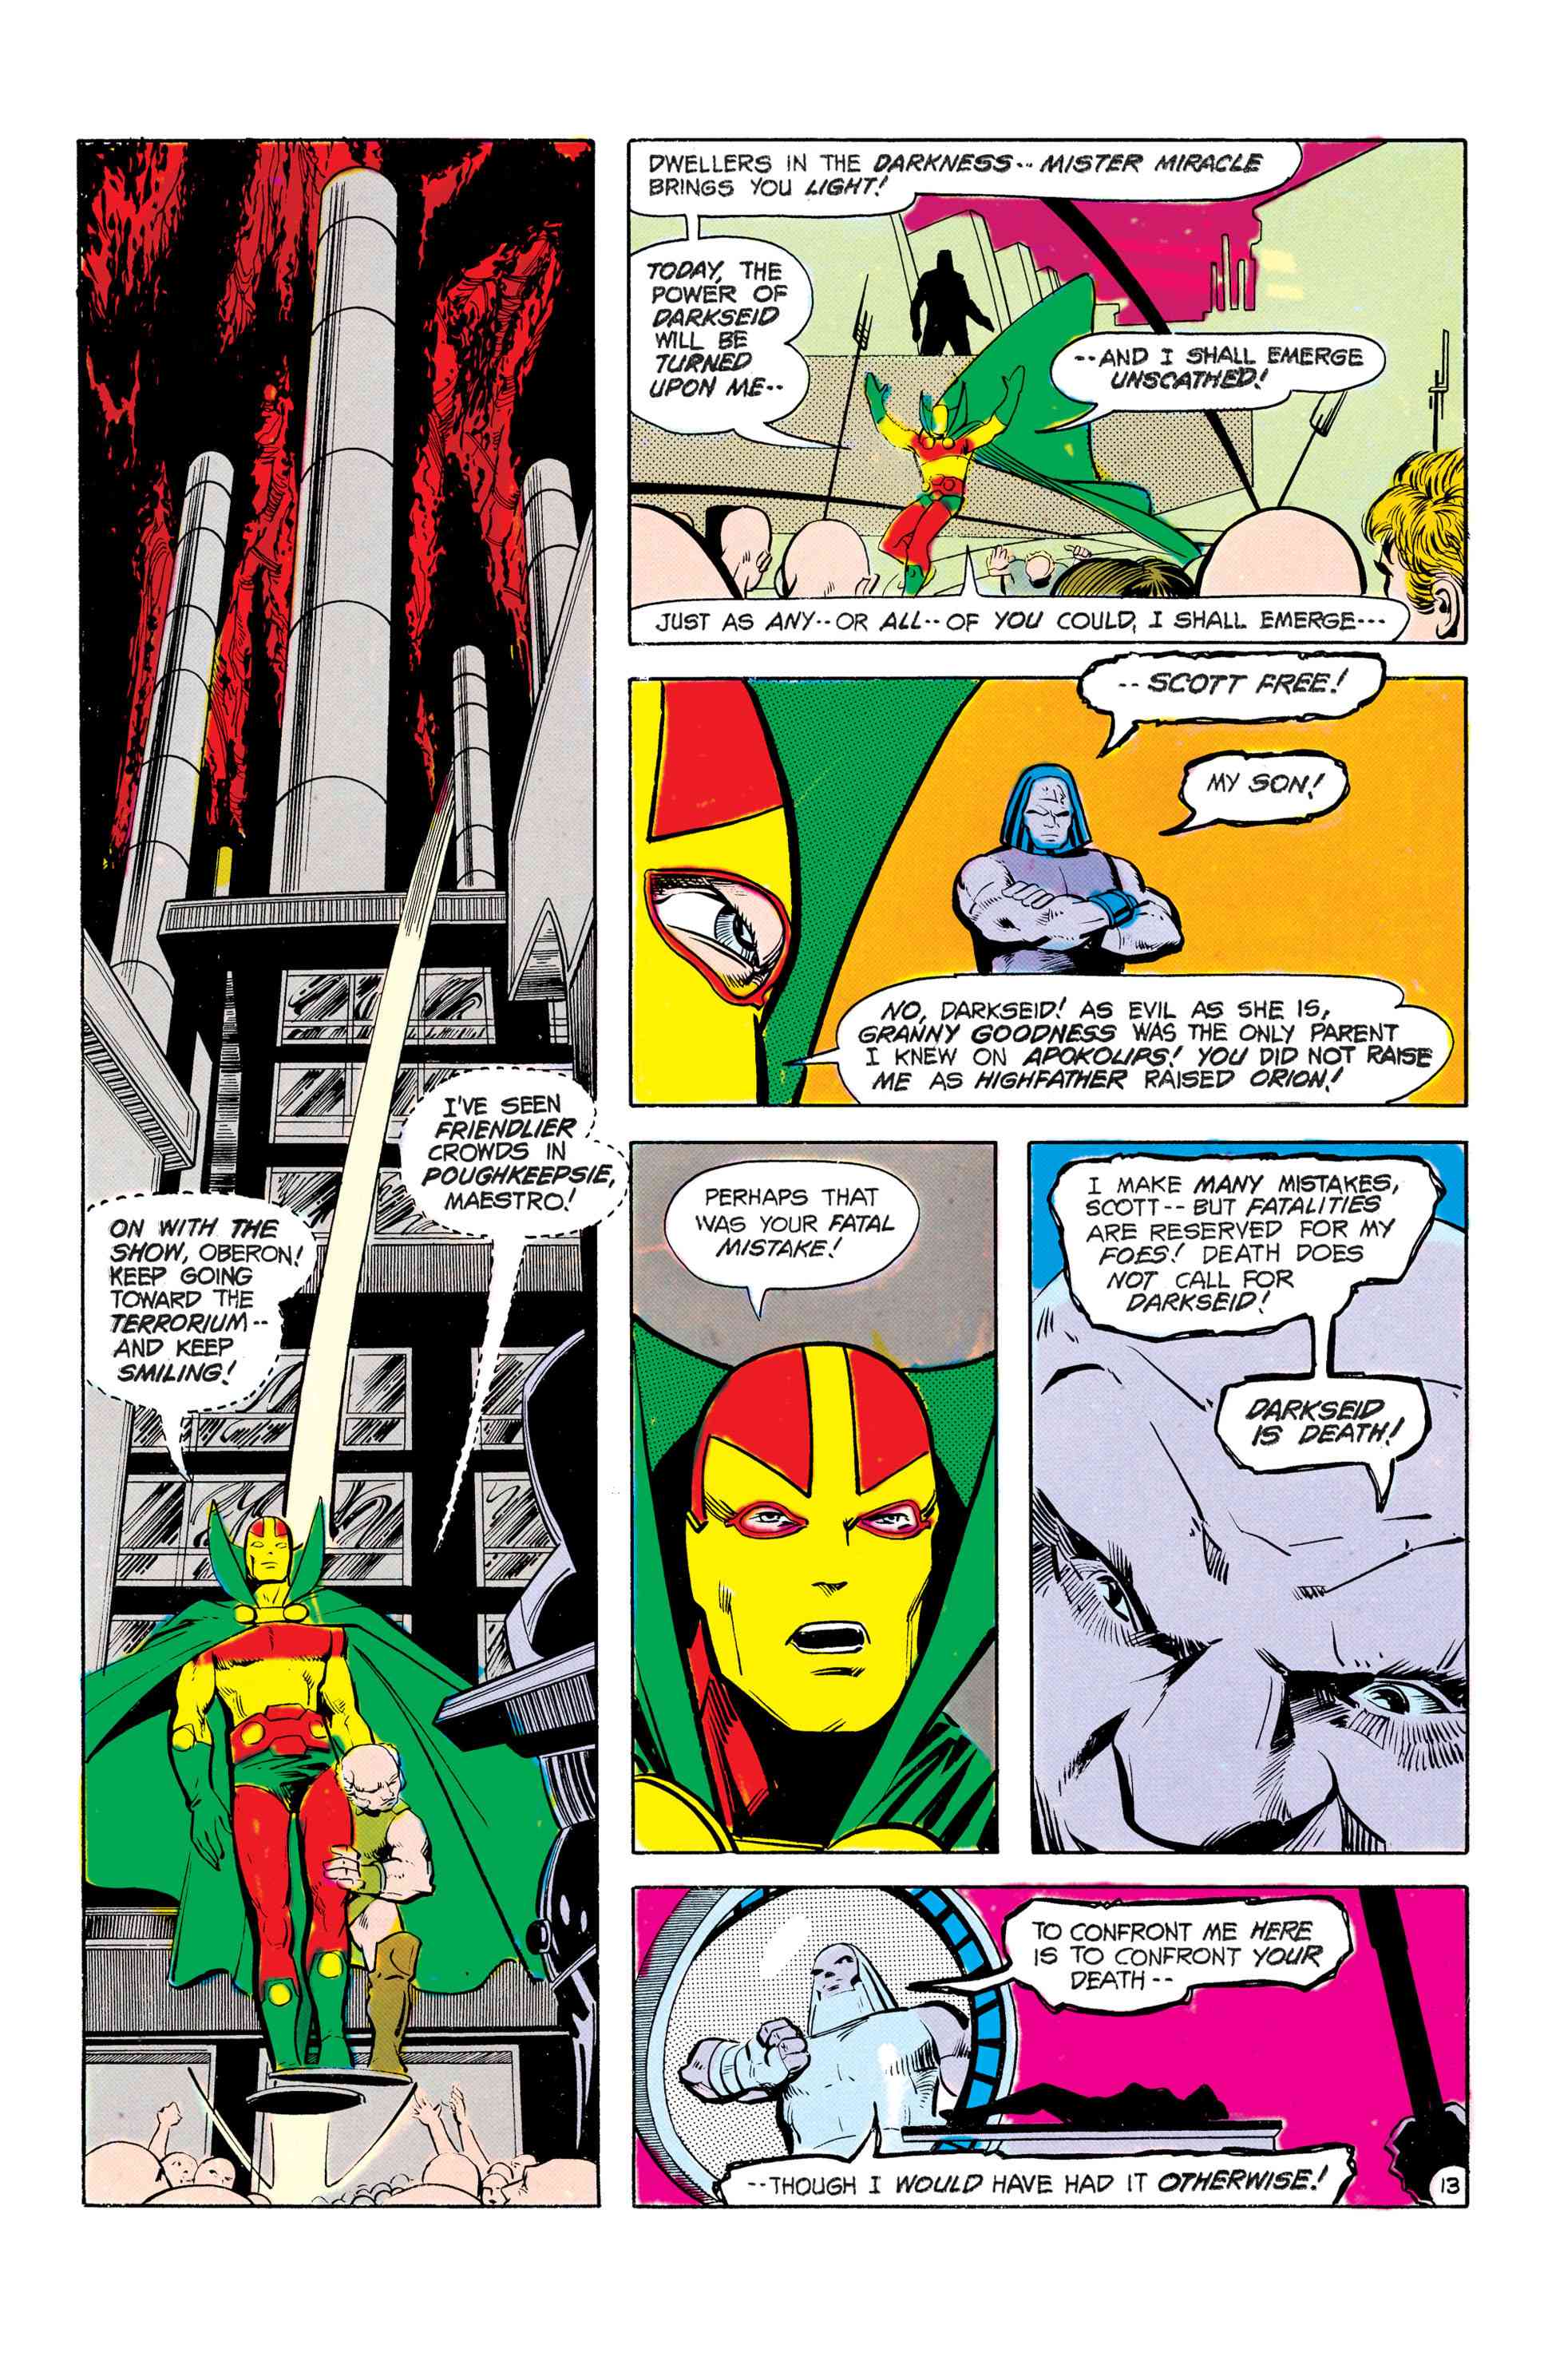 I'VE SEEN
FRIENDLIER
CROWDS IN
POUGHKEEPSIE,
MAESTRO!
ON WITH THE
SHOW, OBERON!
KEEP GOING
TOWARD THE
TERRORIUM--
AND KEEP
SMILING!
DWELLERS IN THE DARKNESS-- MISTER MIRACLE
BRINGS YOU LIGHT!
TODAY, THE
POWER OF
DARKSEID
WILL BE
TURNED
UPON ME--
--AND I SHALL EMERGE
UNSCATHED!
JUST AS ANY--OR ALL--OF YOU COULD, I SHALL EMERGE---
-- SCOTT FREE!
MY SON!
NO, DARKSEID! AS EVIL AS SHE IS,
GRANNY GOODNESS WAS THE ONLY PARENT
I KNEW ON APOKOLIPS! YOU DID NOT RAISE
ME AS HIGHFATHER RAISED ORION!
PERHAPS THAT
WAS YOUR FATAL
MISTAKE!
I MAKE MANY MISTAKES,
SCOTT-- BUT FATALITIES
ARE RESERVED FOR MY
FOES! DEATH DOES
NOT CALL FOR
DARKSEID!
DARKSEID
IS DEATH!
TO CONFRONT ME HERE
IS TO CONFRONT YOUR
DEATH--
--THOUGH I WOULD HAVE HAD IT OTHERWISE!
13